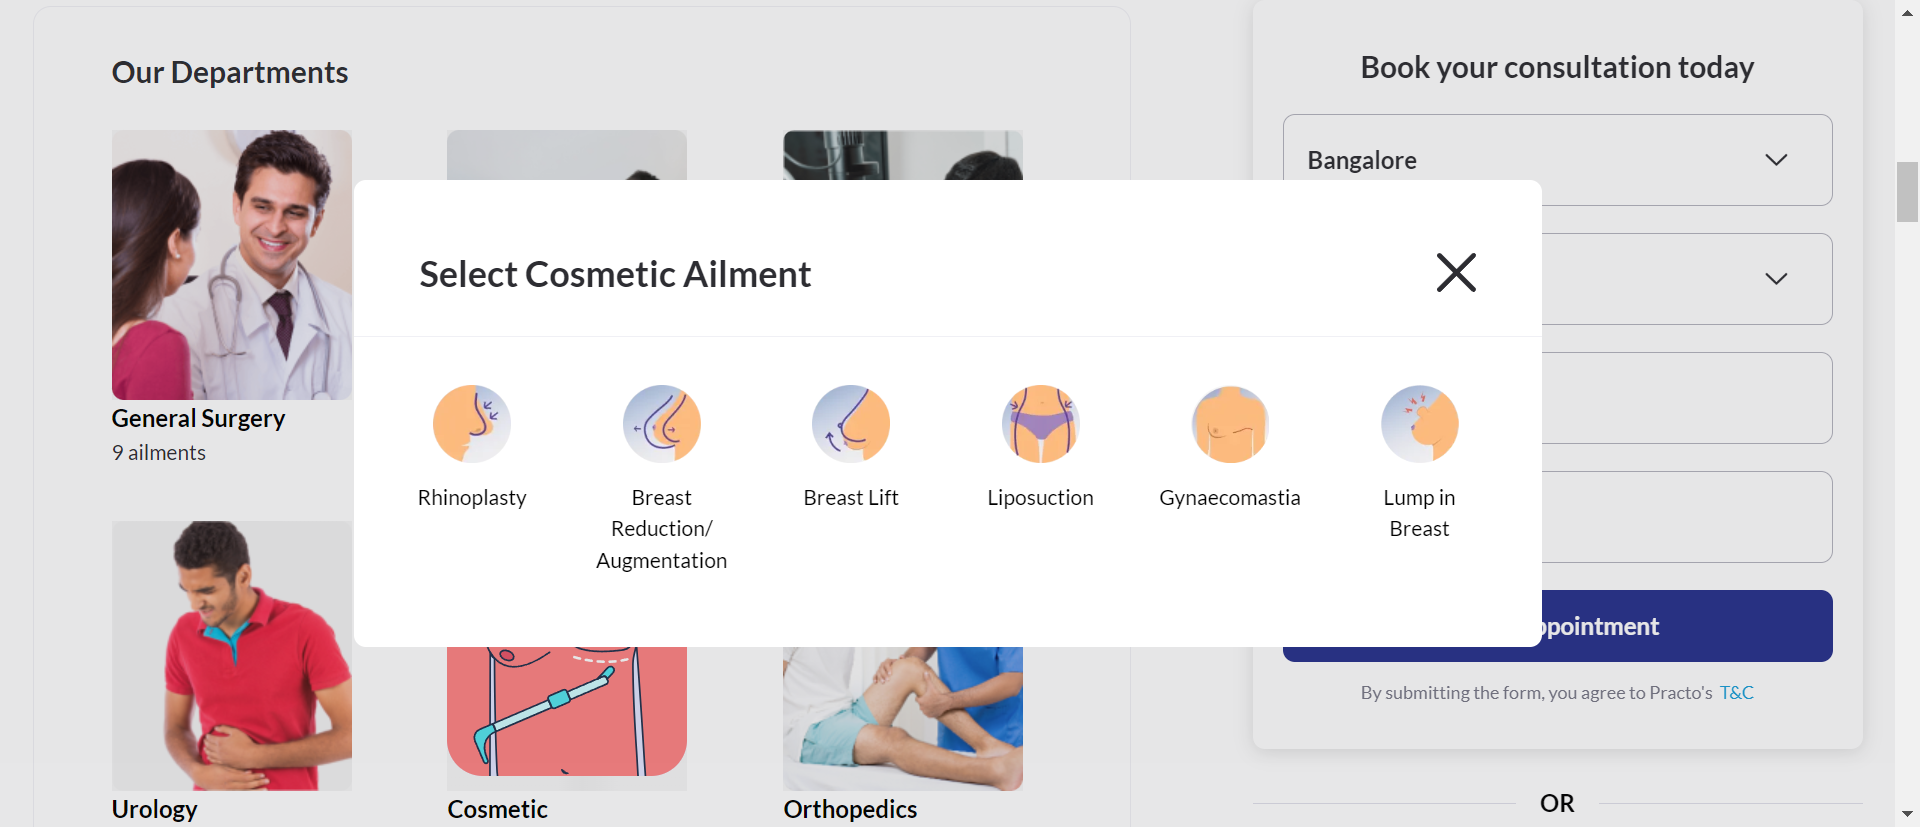 Our Departments
General Surgery
9 ailments
Urology
Cosmetic
Orthopedics
Select Cosmetic Ailment
Rhinoplasty
Breast
Reduction/
Augmentation
Breast Lift
Liposuction
Gynaecomastia
Lump in
Breast
Book your consultation today
Bangalore
ppointment
By submitting the form, you agree to Practo's T&C
OR